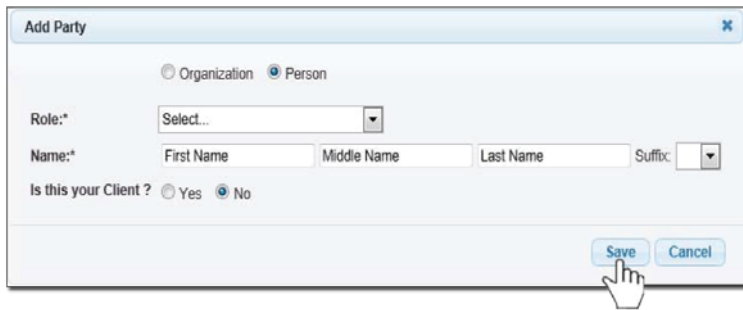 Add Party
Organization Person
Role:* Select...
Name:* First Name Middle Name Last Name Suffix:
Is this your Client ? Yes No
Save Cancel